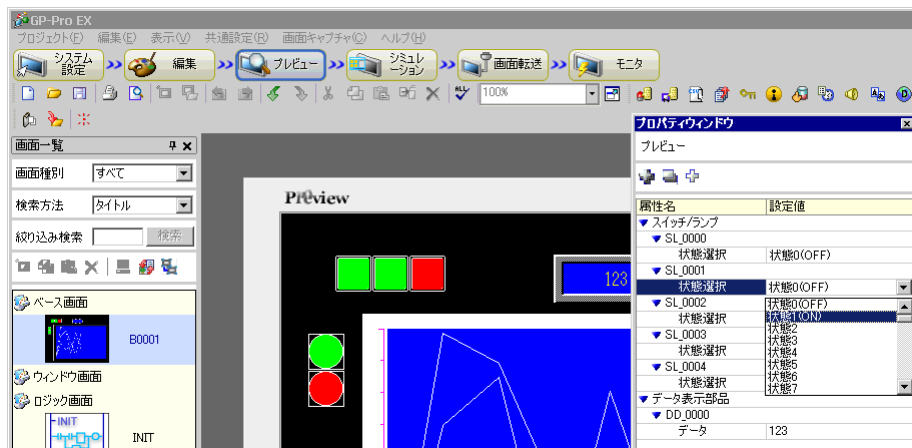 GP-Pro EX
プロジェクト(F) 編集(E) 表示(V) 共通設定(R) 画面キャプチャ(C) ヘルプ(H)
システム設定 >> 編集 >> プレビュー >> シミュレーション >> 画面転送 >> モニタ
ALL 100%
画面一覧
画面種別 すべて
検索方法 タイトル
絞り込み検索 検索
ベース画面
B0001
ウィンドウ画面
ロジック画面
INIT
INIT
Preview
123
プロパティウィンドウ
プレビュー
属性名 設定値
スイッチ/ランプ
SL_0000
状態選択 状態0(OFF)
SL_0001
状態選択 状態0(OFF)
状態0(OFF)
状態1(ON)
状態2
状態3
状態4
状態5
状態6
状態7
SL_0002
状態選択
SL_0003
状態選択
SL_0004
状態選択
データ表示部品
DD_0000
データ 123